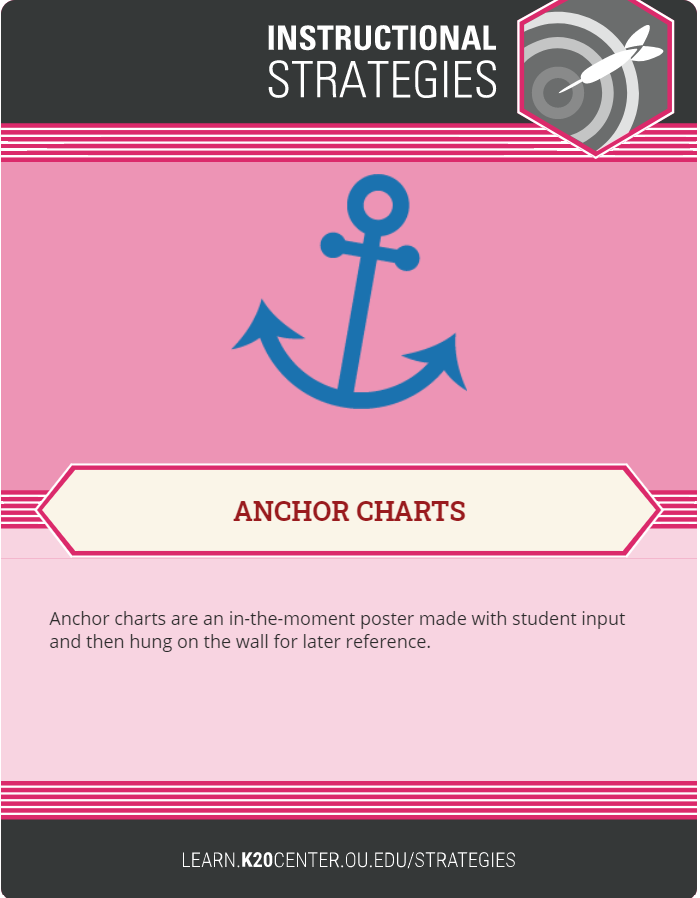 INSTRUCTIONAL
STRATEGIES
ANCHOR CHARTS
Anchor charts are an in-the-moment poster made with student input
and then hung on the wall for later reference.
LEARN.K20CENTER.OU.EDU/STRATEGIES